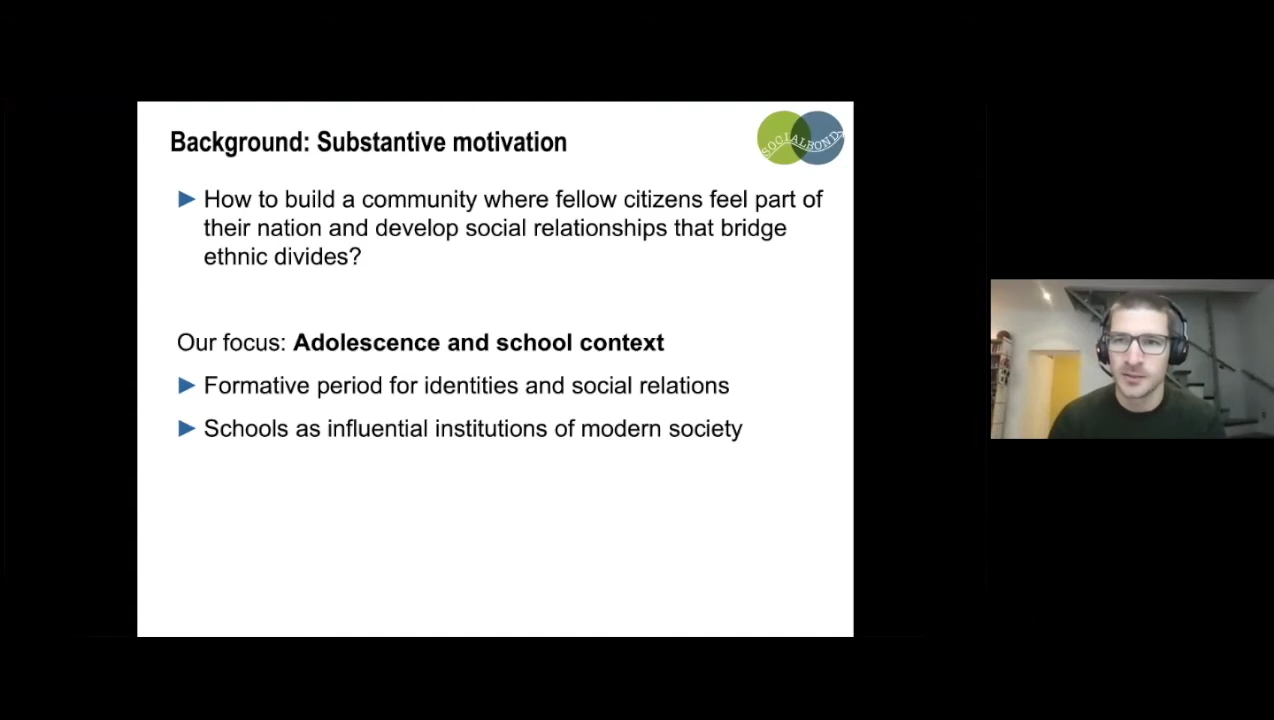 Background: Substantive motivation
SOCIALBOND
How to build a community where fellow citizens feel part of
their nation and develop social relationships that bridge
ethnic divides?
Our focus: Adolescence and school context
Formative period for identities and social relations
Schools as influential institutions of modern society